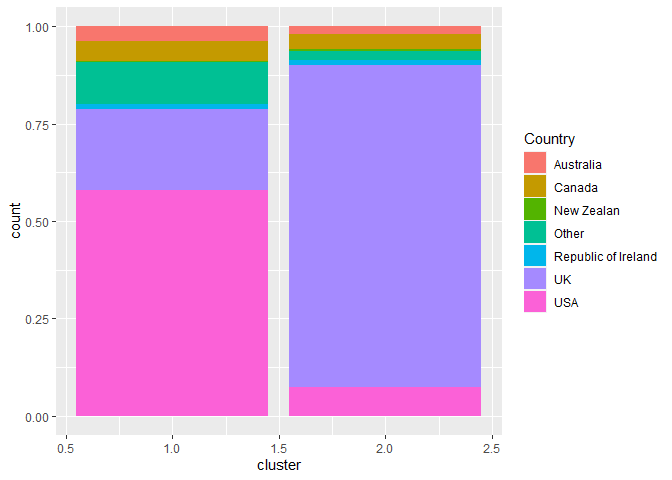 1.00
0.75
0.50
0.25
0.00
count
0.5
1.0
1.5
2.0
2.5
cluster
Country
Australia
Canada
New Zealan
Other
Republic of Ireland
UK
USA